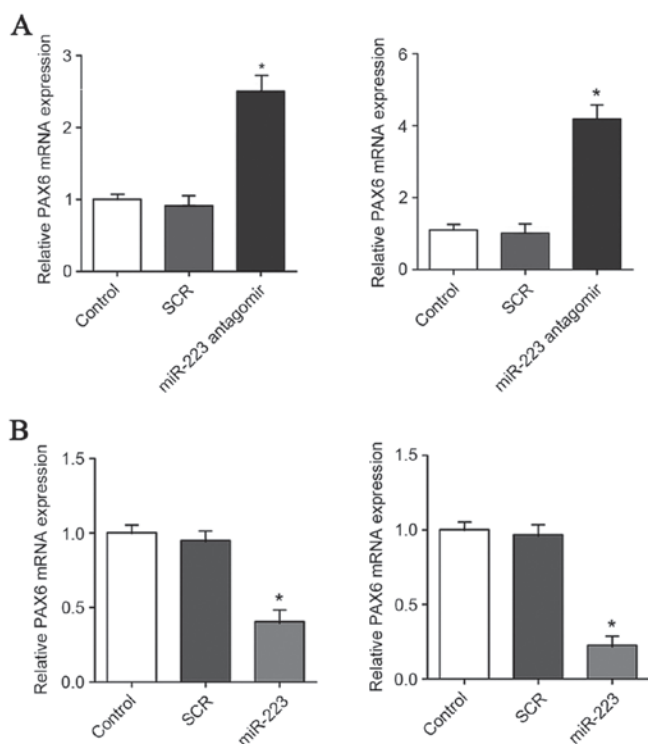 A
Relative PAX6 mRNA expression
3
2
1
0
*
Control
SCR
miR-223 antagomir
Relative PAX6 mRNA expression
6
4
2
0
*
Control
SCR
miR-223 antagomir
B
Relative PAX6 mRNA expression
1.5
1.0
0.5
0.0
*
Control
SCR
miR-223
Relative PAX6 mRNA expression
1.5
1.0
0.5
0.0
*
Control
SCR
miR-223